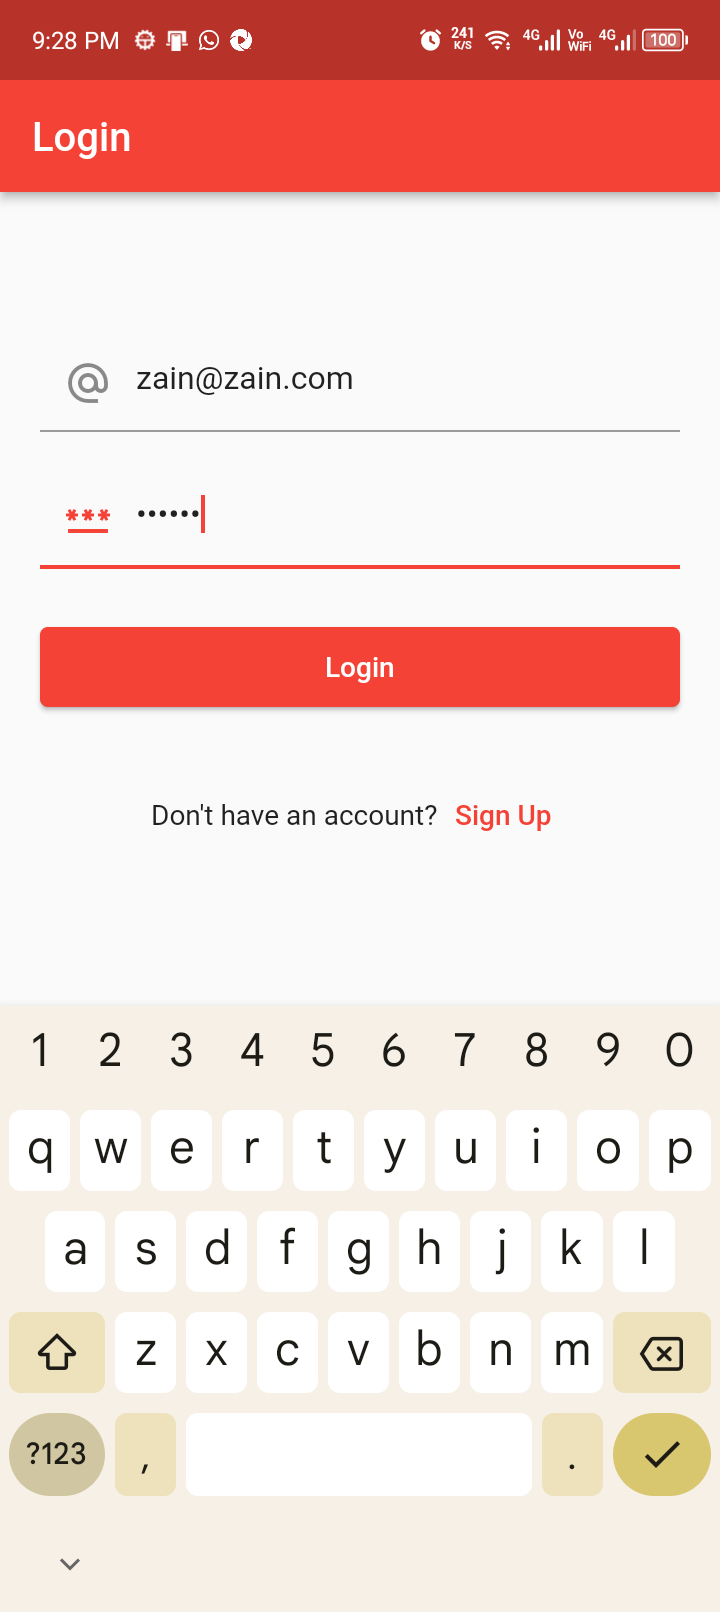 9:28 PM 241 K/S 4G Vo WiFi 4G 100
Login
zain@zain.com
••••••
Login
Don't have an account? Sign Up
1 2 3 4 5 6 7 8 9 0
q w e r t y u i o p
a s d f g h j k l
z x c v b n m
?123 , .